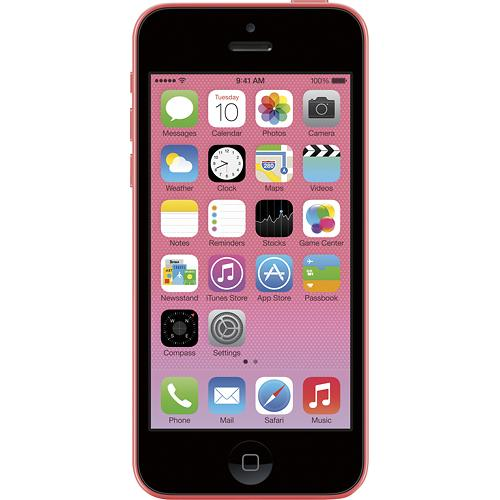 9:41 AM 100%
Tuesday
10
Messages Calendar Photos Camera
Weather Clock Maps Videos
Notes Reminders Stocks Game Center
Newsstand iTunes Store App Store Passbook
Compass Settings
Phone Mail Safari Music